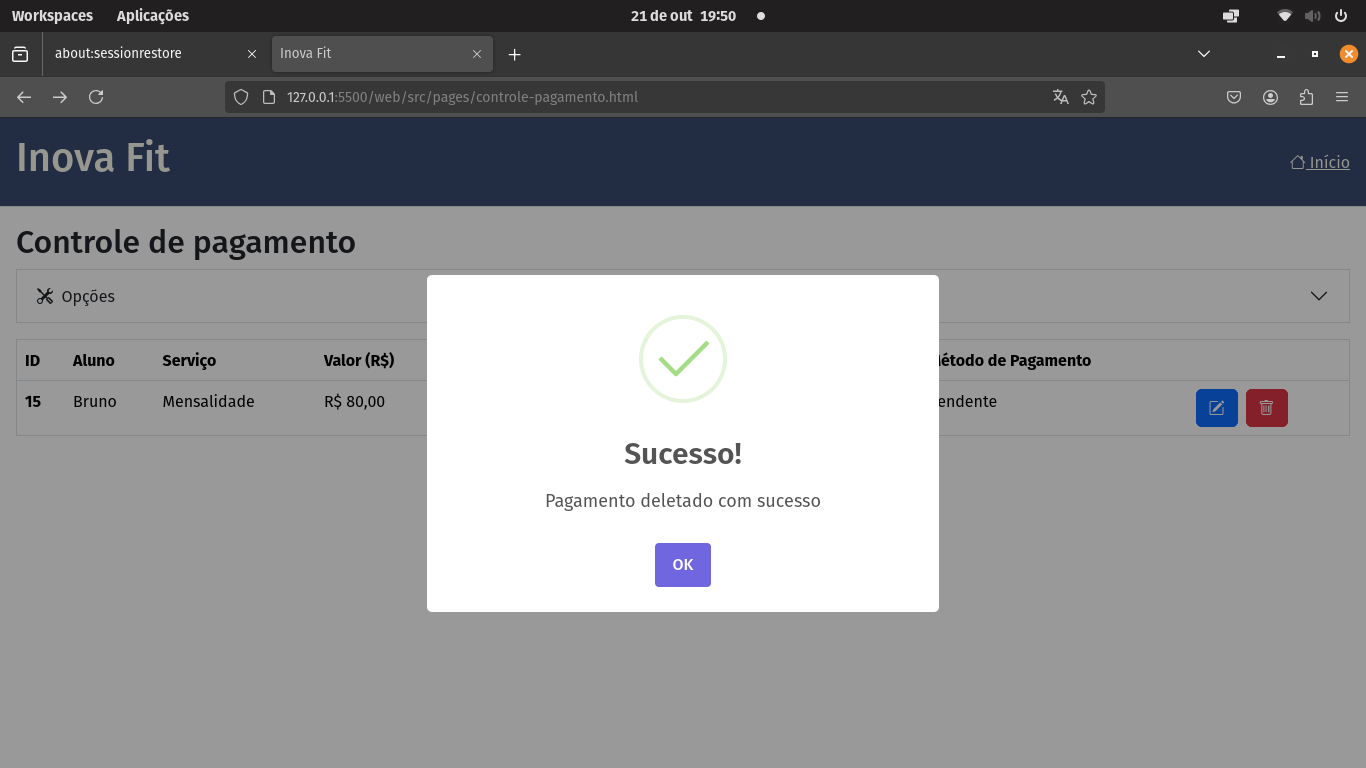 Workspaces Aplicações 21 de out 19:50
about:sessionrestore Inova Fit
127.0.0.1:5500/web/src/pages/controle-pagamento.html
Inova Fit
Início
Controle de pagamento
Opções
ID Aluno Serviço Valor (R$) Método de Pagamento
15 Bruno Mensalidade R$ 80,00 endente
Sucesso!
Pagamento deletado com sucesso
OK